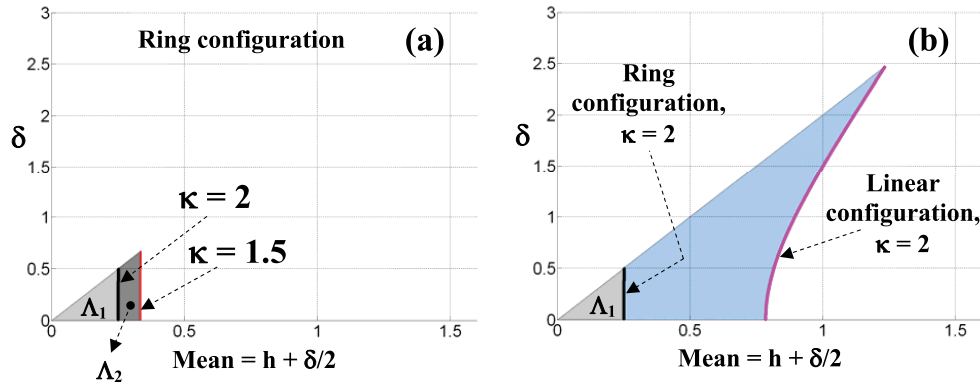 3
Ring configuration
(a)
2.5
2
δ
1.5
κ = 2
1
κ = 1.5
0.5
Λ1
0
0
0.5
1
1.5
Λ2
Mean = h + δ/2
3
(b)
2.5
Ring
configuration,
κ = 2
2
δ
1.5
Linear
configuration,
κ = 2
1
0.5
Λ1
0
0
0.5
1
1.5
Mean = h + δ/2